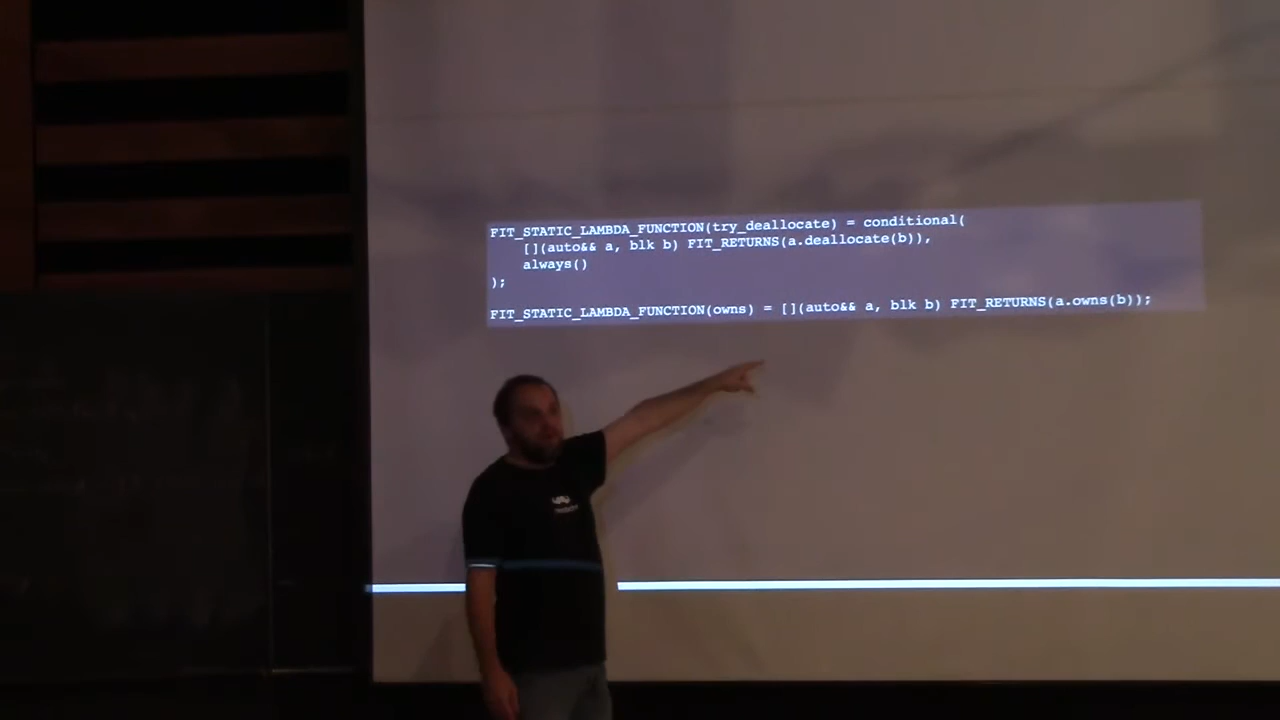 FIT_STATIC_LAMBDA_FUNCTION(try_deallocate) = conditional(
[](auto&& a, blk b) FIT_RETURNS(a.deallocate(b)),
always()
);
FIT_STATIC_LAMBDA_FUNCTION(owns) = [](auto&& a, blk b) FIT_RETURNS(a.owns(b));